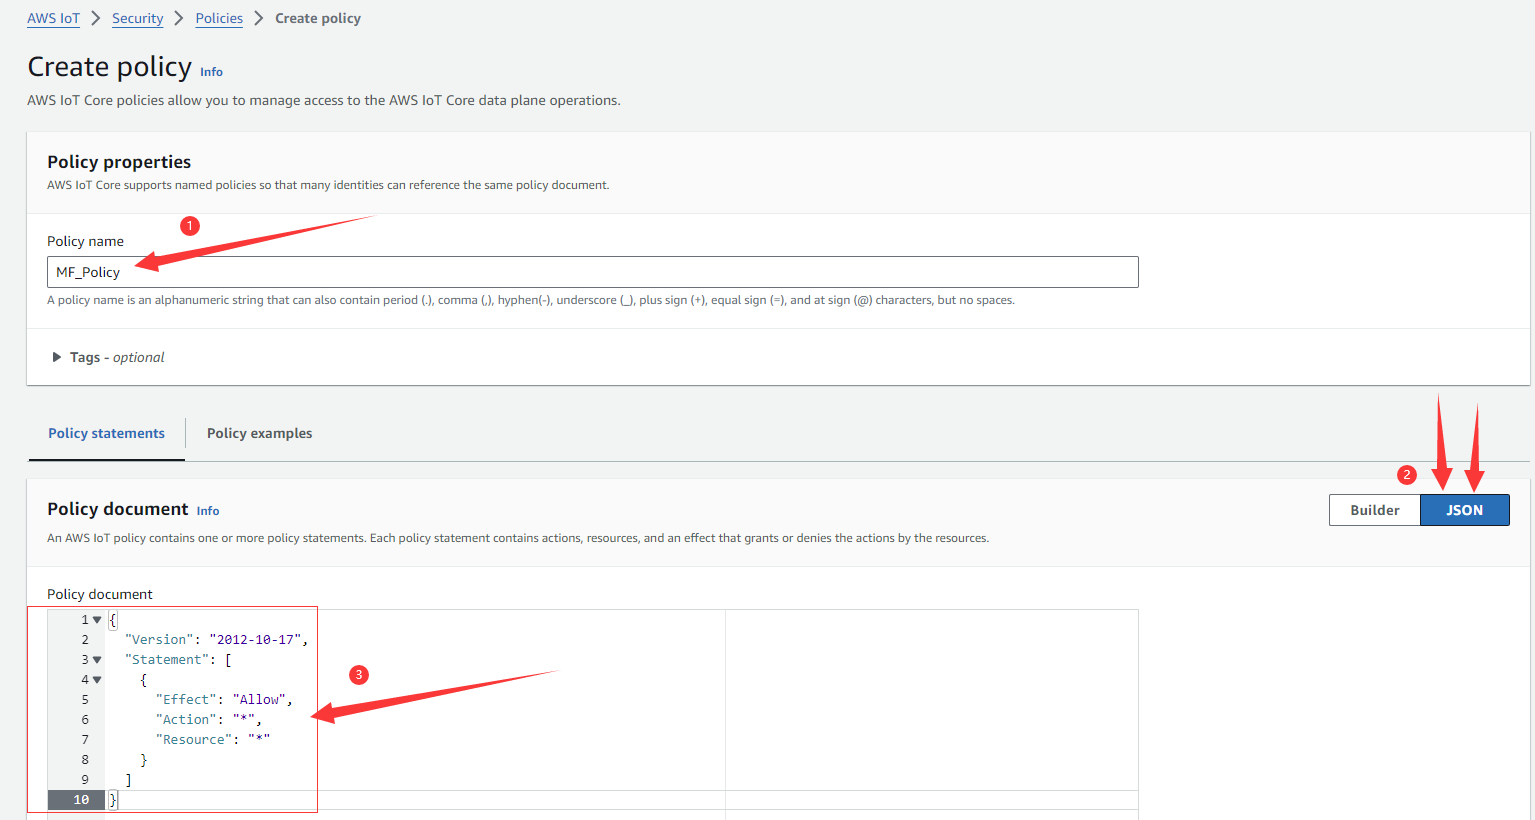 AWS IoT > Security > Policies > Create policy
Create policy Info
AWS IoT Core policies allow you to manage access to the AWS IoT Core data plane operations.
Policy properties
AWS IoT Core supports named policies so that many identities can reference the same policy document.
1
Policy name
MF_Policy
A policy name is an alphanumeric string that can also contain period (.), comma (,), hyphen(-), underscore (_), plus sign (+), equal sign (=), and at sign (@) characters, but no spaces.
Tags - optional
Policy statements Policy examples
2
Policy document Info
Builder JSON
An AWS IoT policy contains one or more policy statements. Each policy statement contains actions, resources, and an effect that grants or denies the actions by the resources.
Policy document
1 {
2 "Version": "2012-10-17",
3 "Statement": [
4 {
5 "Effect": "Allow",
6 "Action": "*",
7 "Resource": "*"
8 }
9 ]
10 }
3